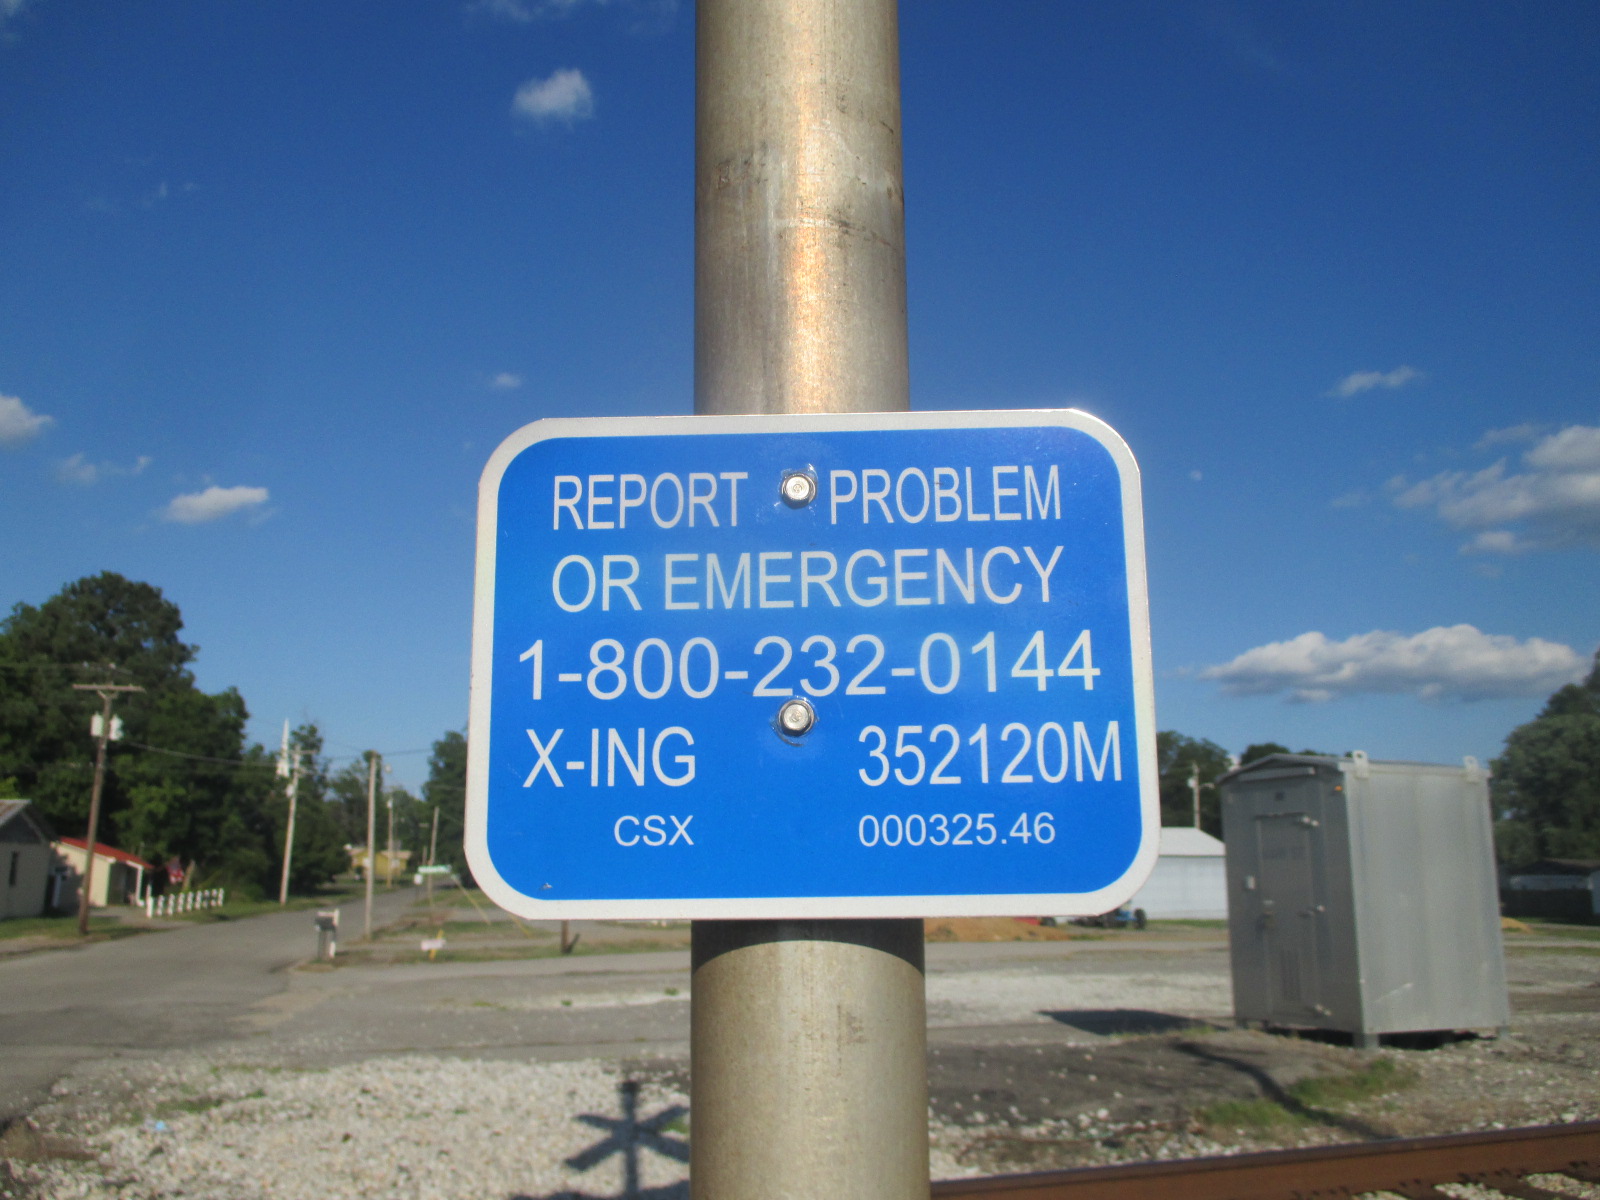 REPORT PROBLEM
OR EMERGENCY
1-800-232-0144
X-ING 352120M
CSX 000325.46